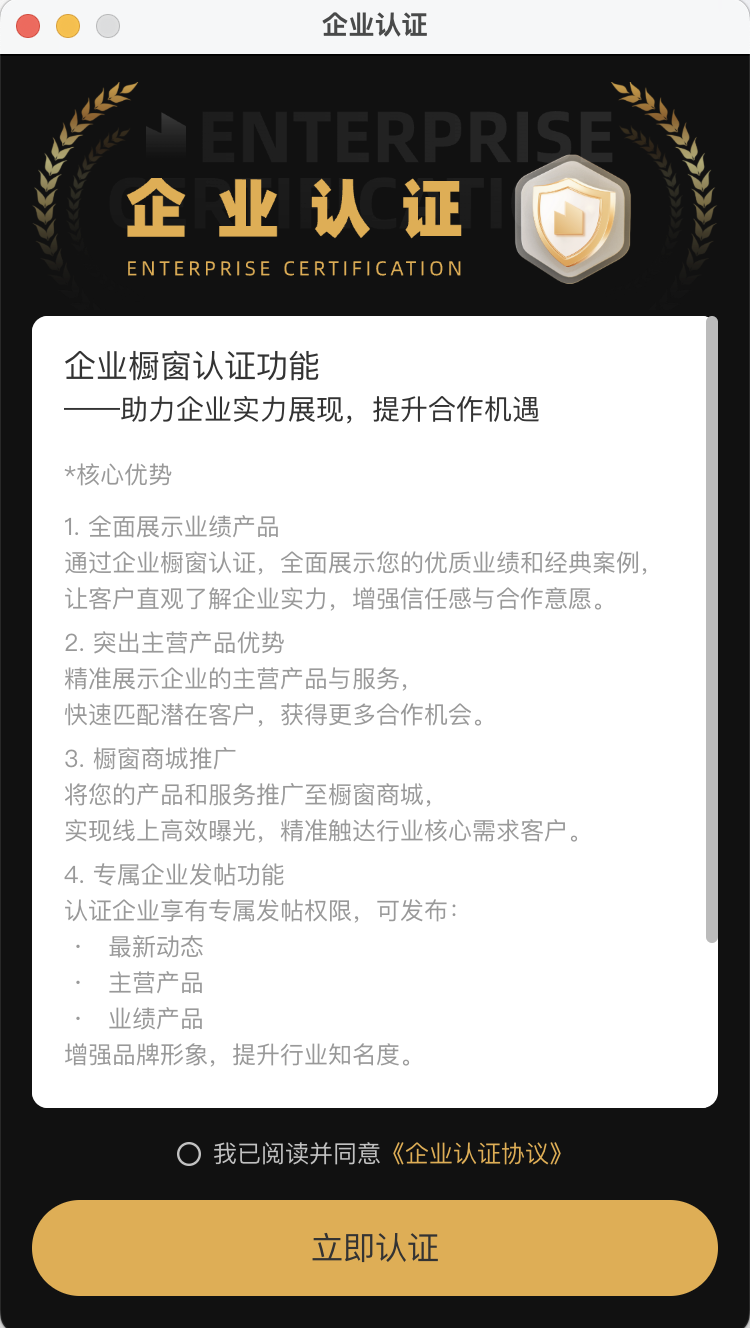 企业认证
ENTERPRISE
CERTIFICATION
企业认证
ENTERPRISE CERTIFICATION
企业橱窗认证功能
——助力企业实力展现，提升合作机遇
*核心优势
1. 全面展示业绩产品
通过企业橱窗认证，全面展示您的优质业绩和经典案例，
让客户直观了解企业实力，增强信任感与合作意愿。
2. 突出主营产品优势
精准展示企业的主营产品与服务，
快速匹配潜在客户，获得更多合作机会。
3. 橱窗商城推广
将您的产品和服务推广至橱窗商城，
实现线上高效曝光，精准触达行业核心需求客户。
4. 专属企业发帖功能
认证企业享有专属发帖权限，可发布：
· 最新动态
· 主营产品
· 业绩产品
增强品牌形象，提升行业知名度。
我已阅读并同意《企业认证协议》
立即认证